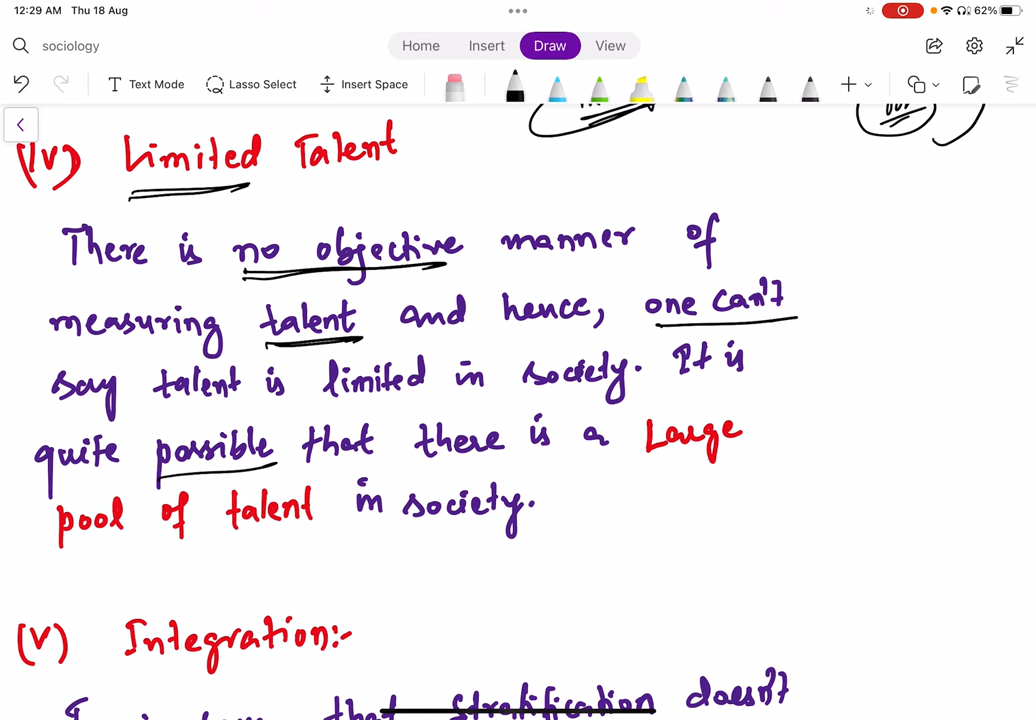 12:29 AM Thu 18 Aug
62%
sociology
Home Insert Draw View
Text Mode Lasso Select Insert Space
(IV) Limited Talent
There is no objective manner of
measuring talent and hence, one can't
say talent is limited in society. It is
quite possible that there is a Large
pool of talent in society.
(V) Integration:-
that stratification doesn't